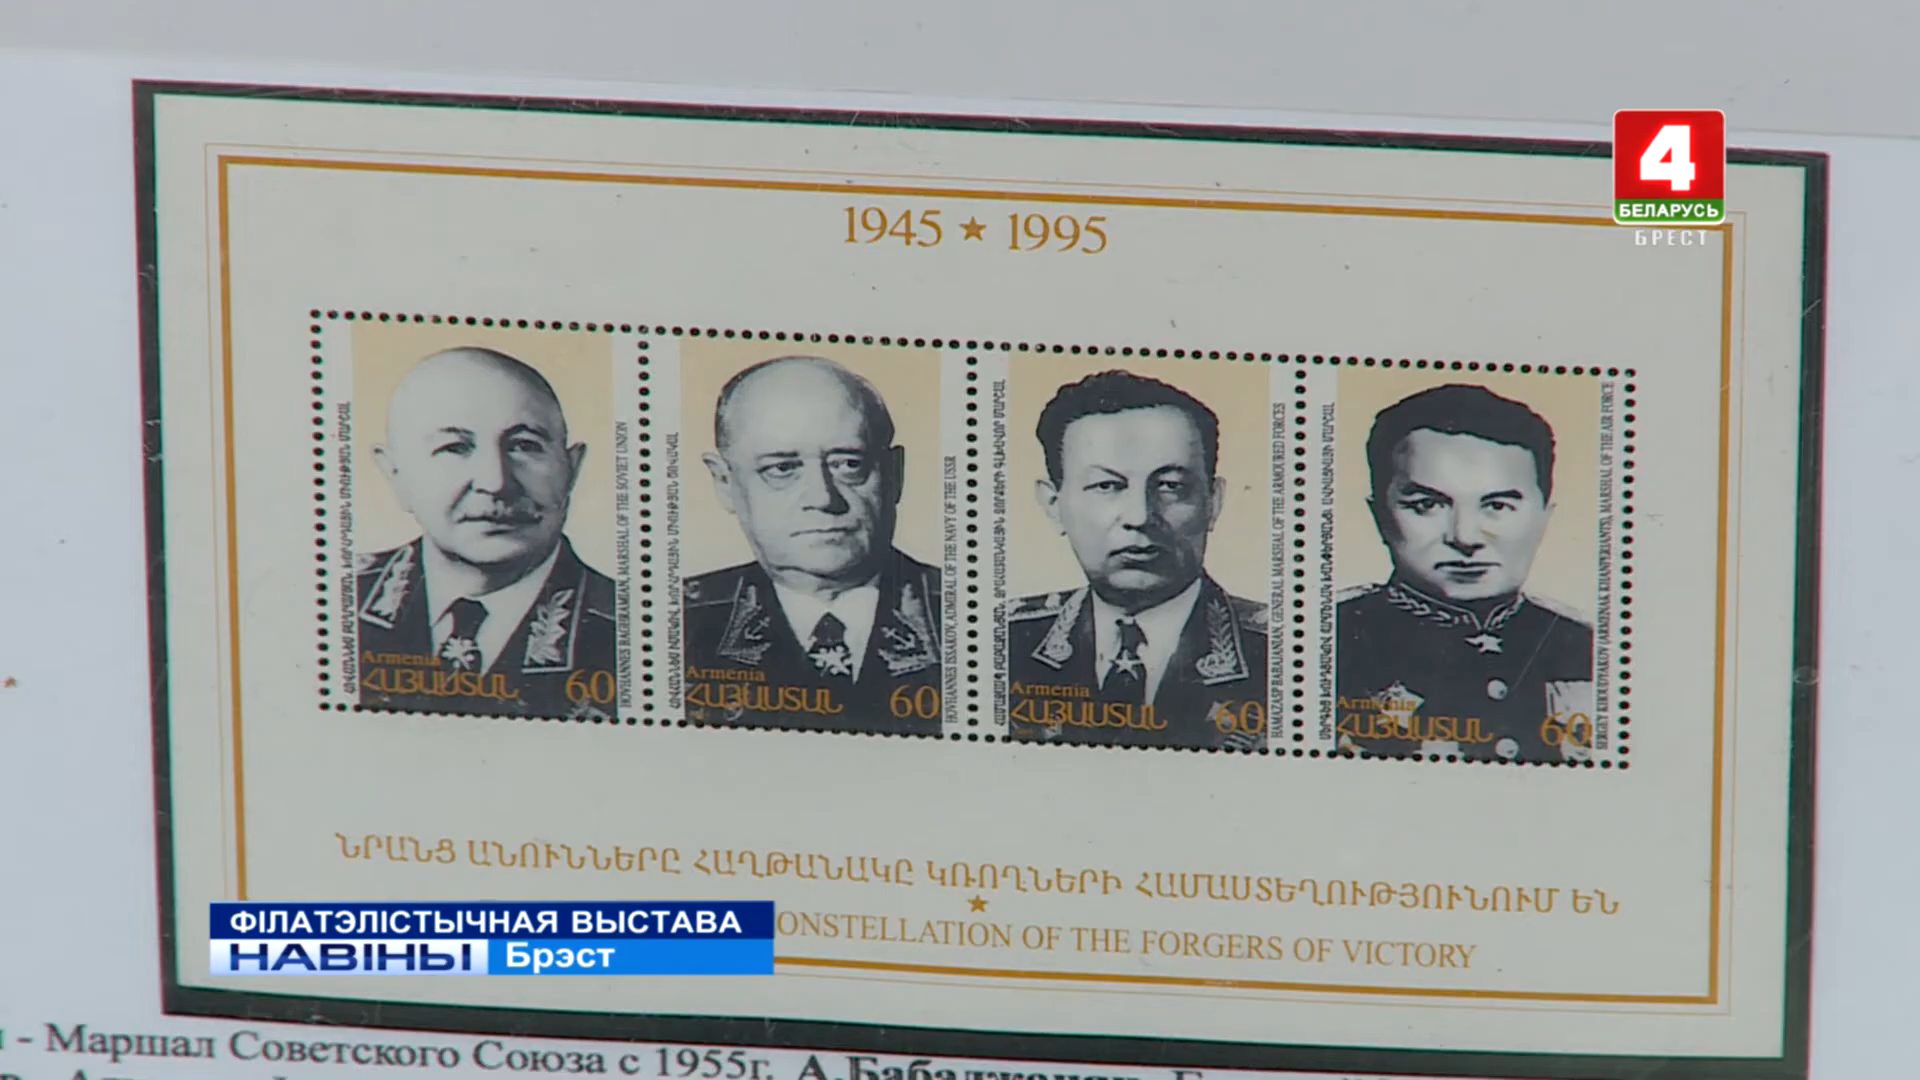 4
БЕЛАРУСЬ
БРЕСТ
1945 ★ 1995
HOVHANNES BAGHRAMIAN, MARSHAL OF THE SOVIET UNION
Armenia
ՀԱՅԱՍՏԱՆ 60
HOVHANNES ISSAKOV, ADMIRAL OF THE NAVY OF THE USSR
Armenia
ՀԱՅԱՍՏԱՆ 60
HAMAZASP BABAJANIAN, GENERAL MARSHAL OF THE ARMOURED FORCES
Armenia
ՀԱՅԱՍՏԱՆ 60
SERGEY KHUDYAKOV (ARMENAK KHANPERIANTS), MARSHAL OF THE AIR FORCE
Armenia
ՀԱՅԱՍՏԱՆ 60
ՆՐԱՆՑ ԱՆՈՒՆՆԵՐԸ ՀԱՂԹԱՆԱԿԸ ԿՌՈՂՆԵՐԻ ՀԱՄԱՍՏԵՂՈՒԹՅՈՒՆՈՒՄ ԵՆ
ONSTELLATION OF THE FORGERS OF VICTORY
ФІЛАТЭЛІСТЫЧНАЯ ВЫСТАВА
НАВІНЫ Брэст
- Маршал Советского Союза с 1955г. А.Бабаджанян